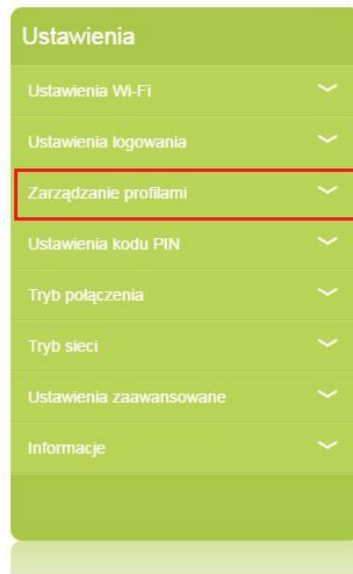 Ustawienia
Ustawienia Wi-Fi
Ustawienia logowania
Zarządzanie profilami
Ustawienia kodu PIN
Tryb połączenia
Tryb sieci
Ustawienia zaawansowane
Informacje